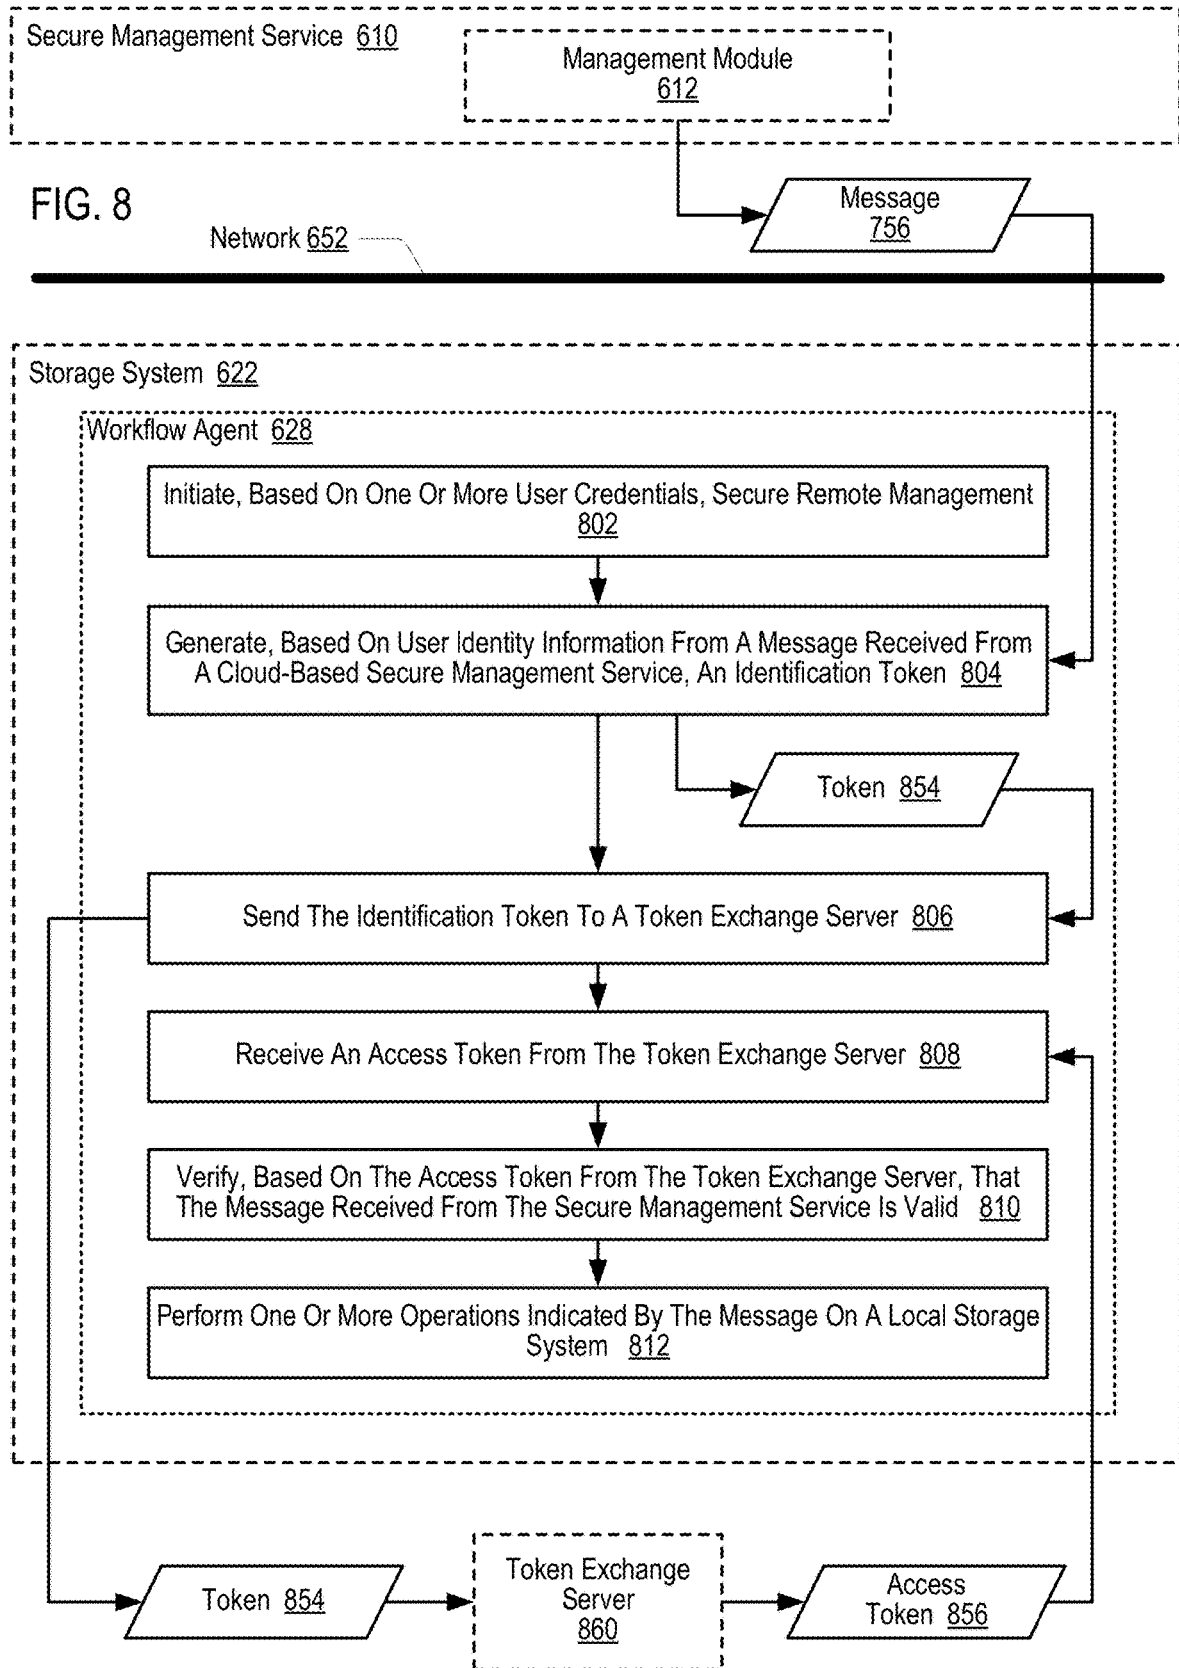 Secure Management Service 610
Management Module
612
FIG. 8
Message
756
Network 652
Storage System 622
Workflow Agent 628
Initiate, Based On One Or More User Credentials, Secure Remote Management
802
Generate, Based On User Identity Information From A Message Received From
A Cloud-Based Secure Management Service, An Identification Token 804
Token 854
Send The Identification Token To A Token Exchange Server 806
Receive An Access Token From The Token Exchange Server 808
Verify, Based On The Access Token From The Token Exchange Server, That
The Message Received From The Secure Management Service Is Valid 810
Perform One Or More Operations Indicated By The Message On A Local Storage
System 812
Token 854
Token Exchange
Server
860
Access
Token 856